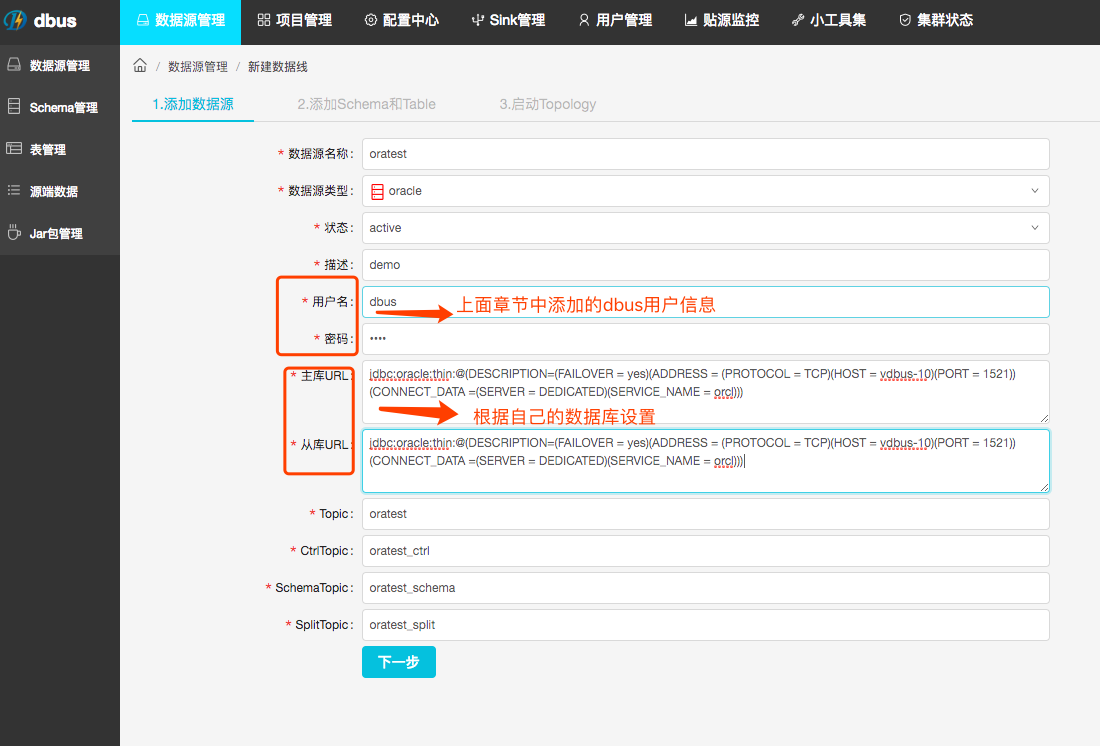 dbus
数据源管理
项目管理
配置中心
Sink管理
用户管理
贴源监控
小工具集
集群状态
数据源管理
Schema管理
表管理
源端数据
Jar包管理
/ 数据源管理 / 新建数据线
1.添加数据源
2.添加Schema和Table
3.启动Topology
* 数据源名称: oratest
* 数据源类型: oracle
* 状态: active
* 描述: demo
* 用户名: dbus
上面章节中添加的dbus用户信息
* 密码: ••••
* 主库URL: jdbc:oracle:thin:@(DESCRIPTION=(FAILOVER = yes)(ADDRESS = (PROTOCOL = TCP)(HOST = vdbus-10)(PORT = 1521))
(CONNECT_DATA =(SERVER = DEDICATED)(SERVICE_NAME = orcl)))
根据自己的数据库设置
* 从库URL: jdbc:oracle:thin:@(DESCRIPTION=(FAILOVER = yes)(ADDRESS = (PROTOCOL = TCP)(HOST = vdbus-10)(PORT = 1521))
(CONNECT_DATA =(SERVER = DEDICATED)(SERVICE_NAME = orcl)))
* Topic: oratest
* CtrlTopic: oratest_ctrl
* SchemaTopic: oratest_schema
* SplitTopic: oratest_split
下一步